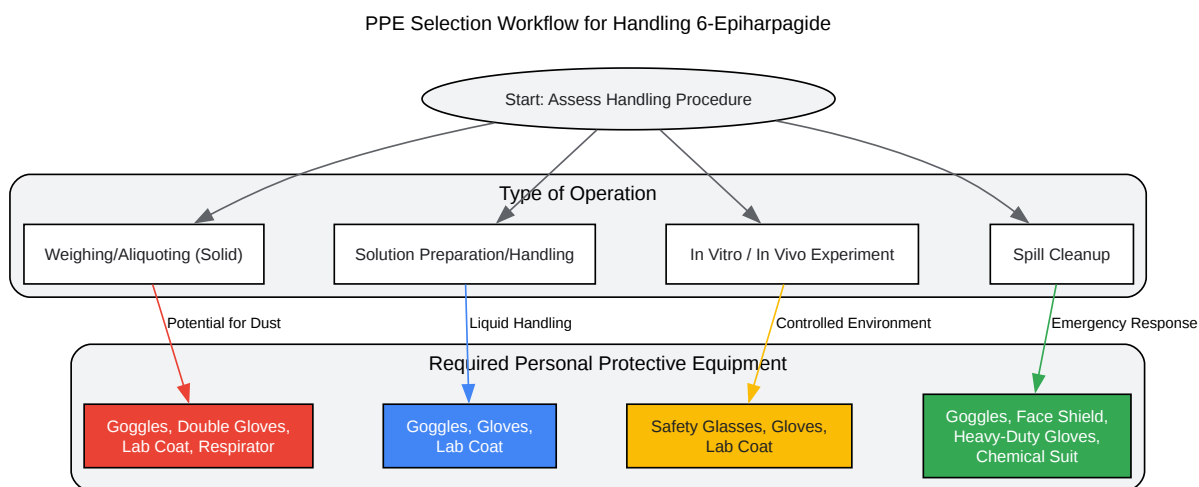 PPE Selection Workflow for Handling 6-Epiharpagide
Start: Assess Handling Procedure
Type of Operation
Weighing/Aliquoting (Solid)
Solution Preparation/Handling
In Vitro / In Vivo Experiment
Spill Cleanup
Potential for Dust
Liquid Handling
Controlled Environment
Emergency Response
Required Personal Protective Equipment
Goggles, Double Gloves,
Lab Coat, Respirator
Goggles, Gloves,
Lab Coat
Safety Glasses, Gloves,
Lab Coat
Goggles, Face Shield,
Heavy-Duty Gloves,
Chemical Suit